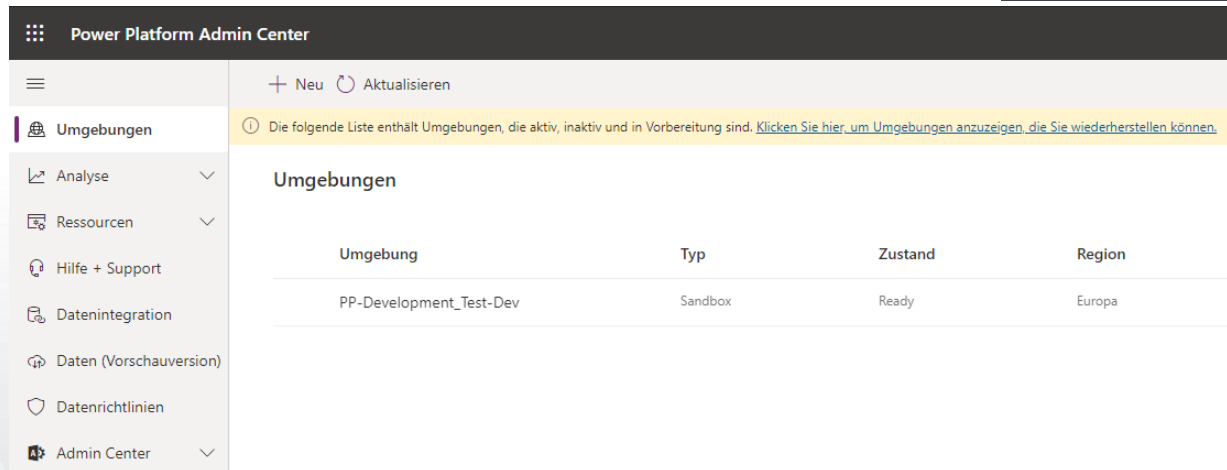 Power Platform Admin Center
Neu Aktualisieren
Umgebungen
Die folgende Liste enthält Umgebungen, die aktiv, inaktiv und in Vorbereitung sind. Klicken Sie hier, um Umgebungen anzuzeigen, die Sie wiederherstellen können.
Analyse
Ressourcen
Hilfe + Support
Datenintegration
Daten (Vorschauversion)
Datenrichtlinien
Admin Center
Umgebungen
Umgebung Typ Zustand Region
PP-Development_Test-Dev Sandbox Ready Europa